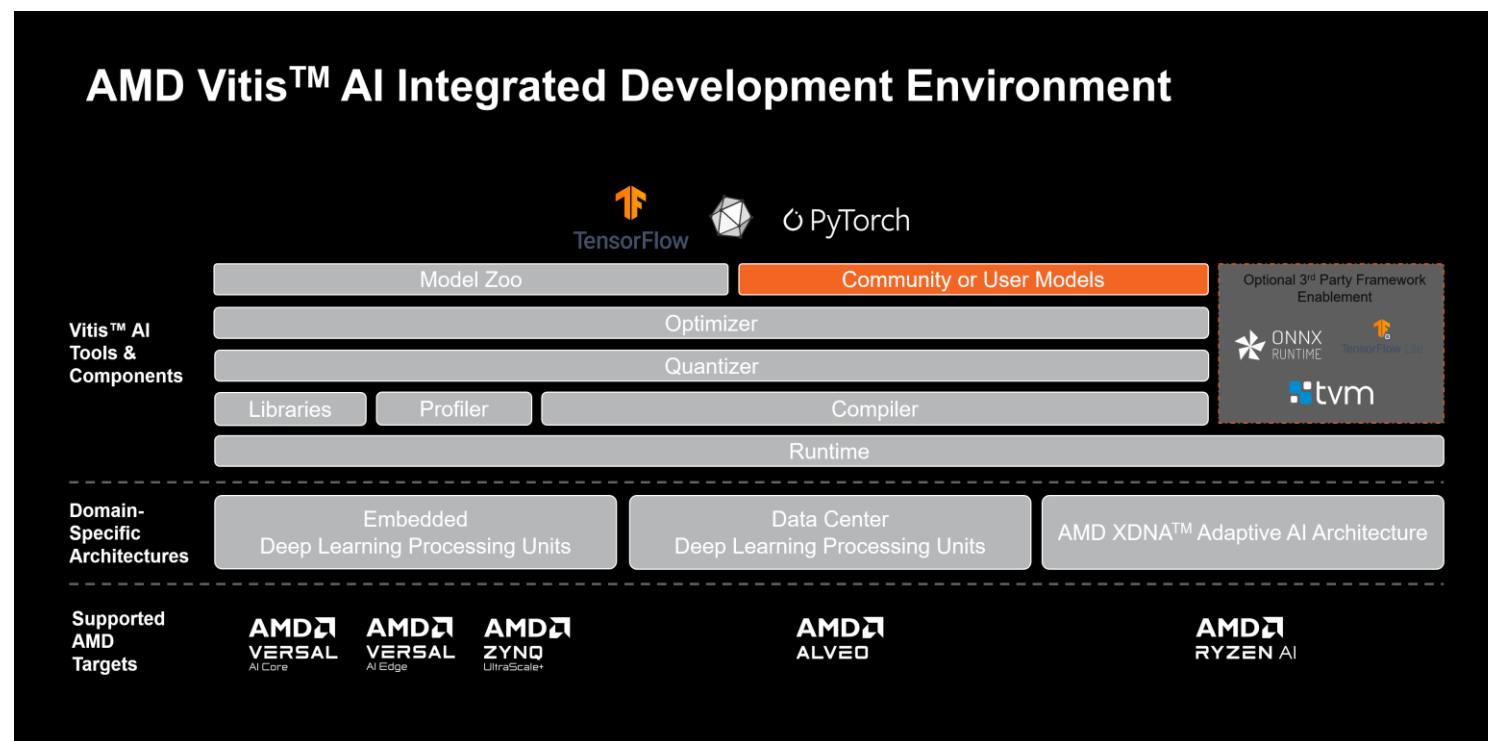 AMD Vitis™ AI Integrated Development Environment
TensorFlow
PyTorch
Model Zoo
Community or User Models
Optional 3rd Party Framework
Enablement
Vitis™ AI
Tools &
Components
Optimizer
ONNX
RUNTIME
TensorFlow Lite
Quantizer
tvm
Libraries
Profiler
Compiler
Runtime
Domain-
Specific
Architectures
Embedded
Deep Learning Processing Units
Data Center
Deep Learning Processing Units
AMD XDNA™ Adaptive AI Architecture
Supported
AMD
Targets
AMD
VERSAL
AI Core
AMD
VERSAL
AI Edge
AMD
ZYNQ
UltraScale+
AMD
ALVEO
AMD
RYZEN AI